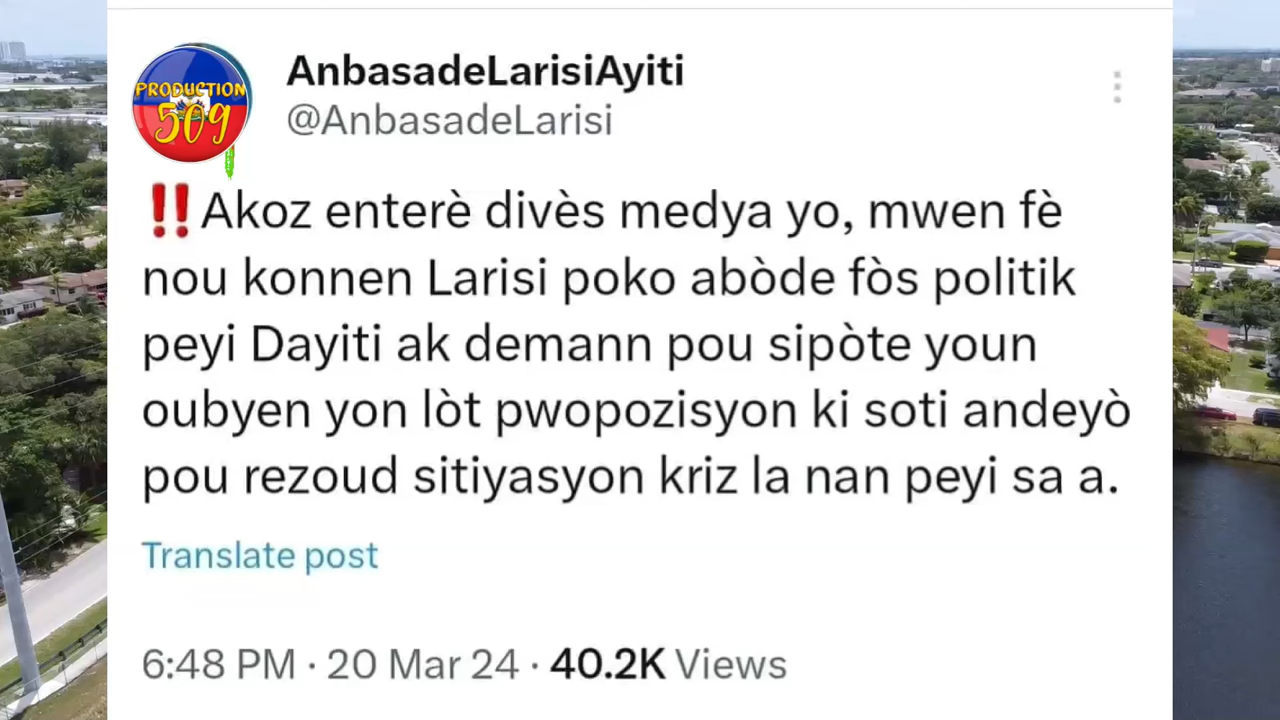 PRODUCTION
509
AnbasadeLarisiAyiti
@AnbasadeLarisi
‼️Akoz enterè divès medya yo, mwen fè
nou konnen Larisi poko abòde fòs politik
peyi Dayiti ak demann pou sipòte youn
oubyen yon lòt pwopozisyon ki soti andeyò
pou rezoud sitiyasyon kriz la nan peyi sa a.
Translate post
6:48 PM · 20 Mar 24 · 40.2K Views